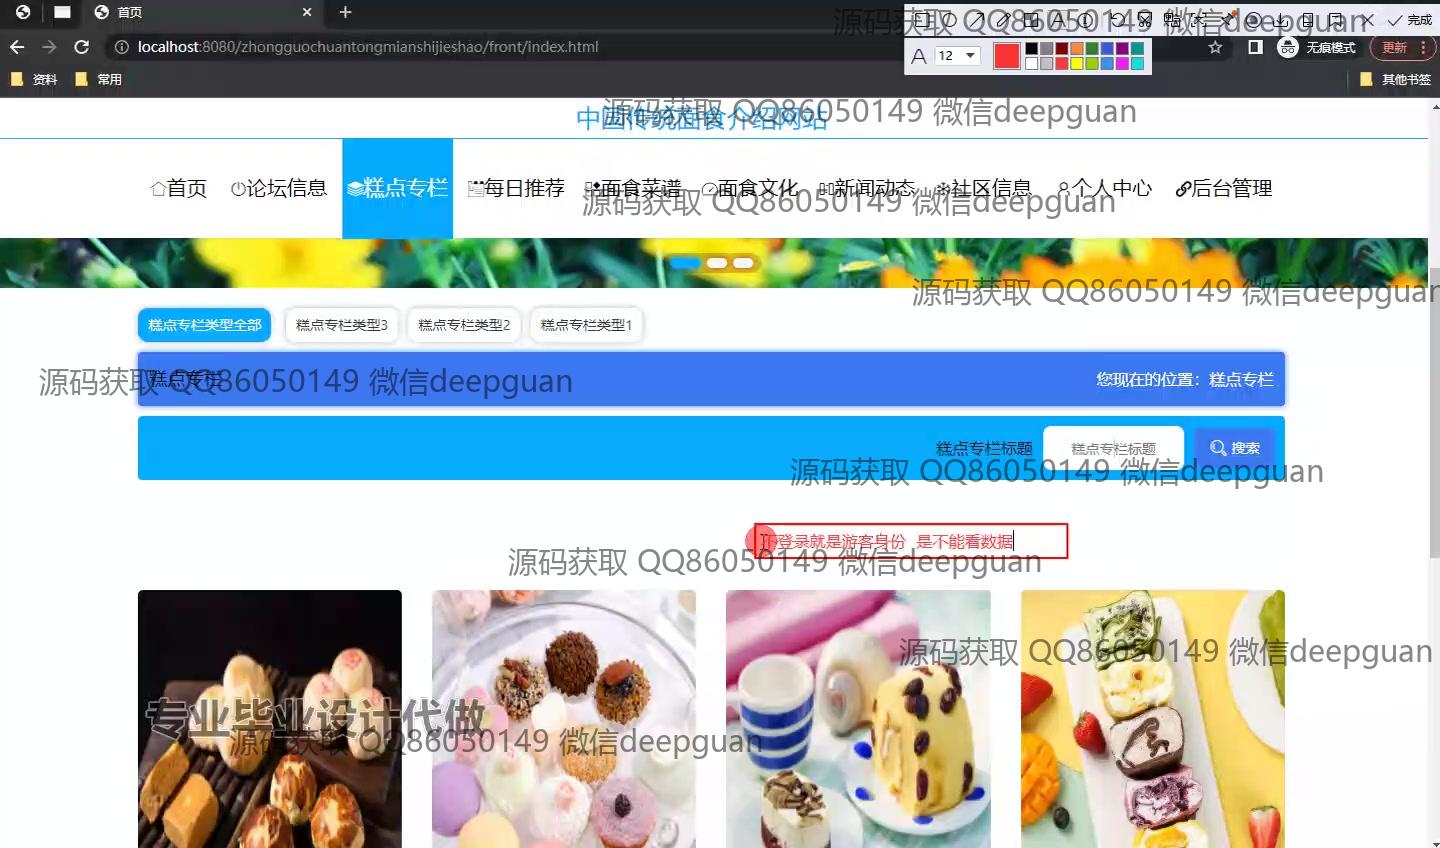 首页
源码获取 QQ86050149 微信deepguan
完成
localhost:8080/zhongguochuantongmianshijieshao/front/index.html
12
无痕模式
更新
资料
常用
其他书签
中国传统面食介绍网站
源码获取 QQ86050149 微信deepguan
首页 论坛信息 糕点专栏 每日推荐 面食菜谱 面食文化 新闻动态 社区信息 个人中心 后台管理
源码获取 QQ86050149 微信deepguan
源码获取 QQ86050149 微信deepguan
糕点专栏类型全部 糕点专栏类型3 糕点专栏类型2 糕点专栏类型1
糕点专栏
您现在的位置：糕点专栏
源码获取 QQ86050149 微信deepguan
糕点专栏标题 糕点专栏标题 搜索
源码获取 QQ86050149 微信deepguan
登录就是游客身份 是不能看数据
源码获取 QQ86050149 微信deepguan
源码获取 QQ86050149 微信deepguan
专业毕业设计代做
源码获取 QQ86050149 微信deepguan